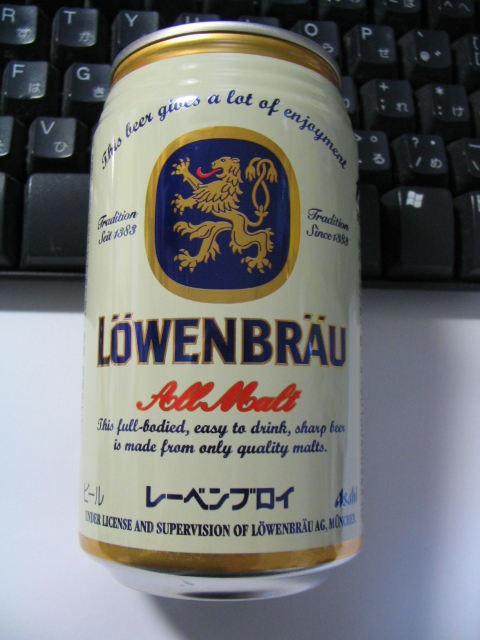 R
T
Y
O
P
F
G
V
This beer gives a lot of enjoyment
Tradition
Seit 1383
Tradition
Since 1383
LÖWENBRÄU
All Malt
This full-bodied, easy to drink, sharp beer
is made from only quality malts.
ビール レーベンブロイ Asahi
UNDER LICENSE AND SUPERVISION OF LÖWENBRÄU AG, MÜNCHEN.